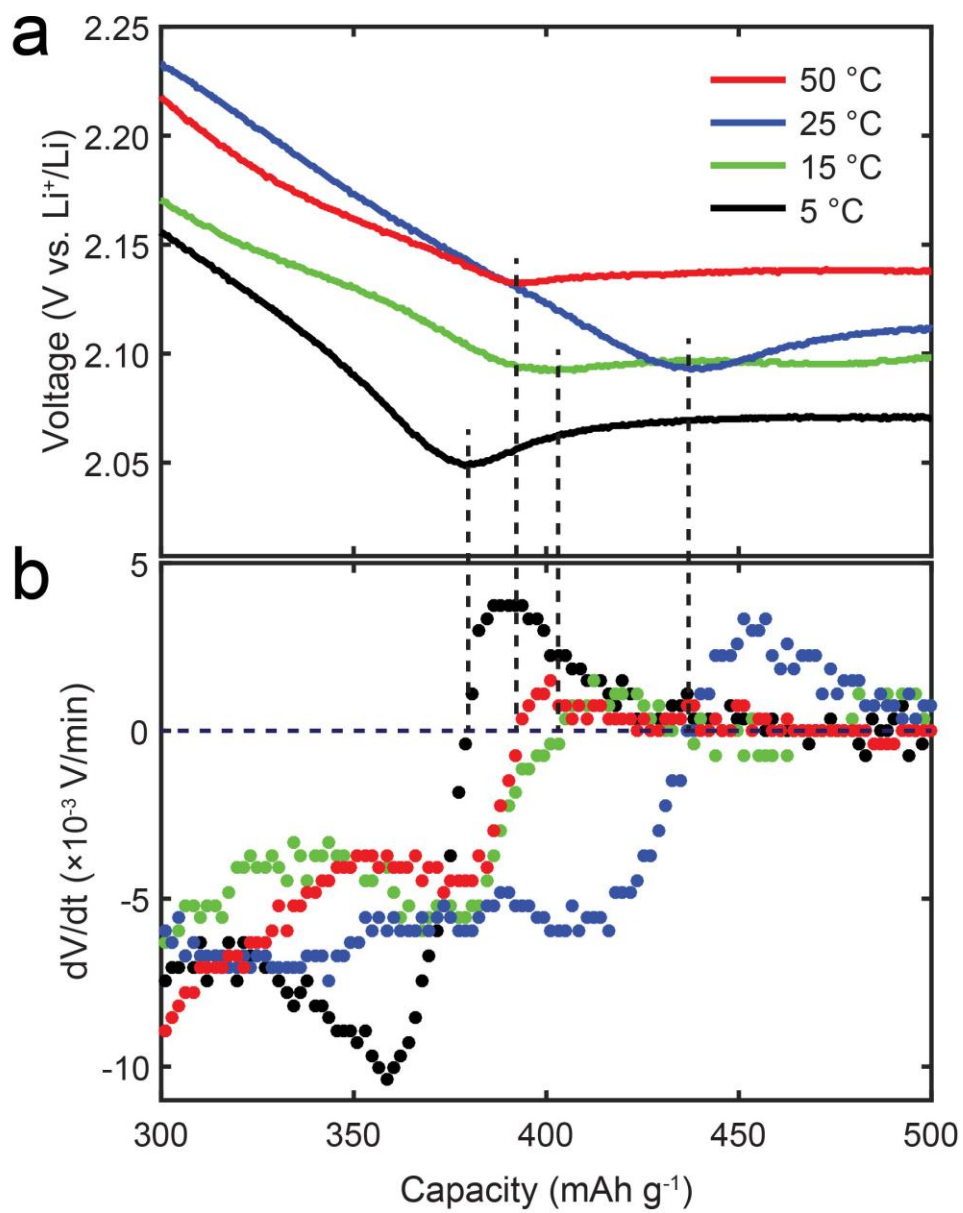 a
2.25
2.20
2.15
2.10
2.05
Voltage (V vs. Li⁺/Li)
50 °C
25 °C
15 °C
5 °C
b
5
0
-5
-10
dV/dt (×10⁻³ V/min)
300 350 400 450 500
Capacity (mAh g⁻¹)